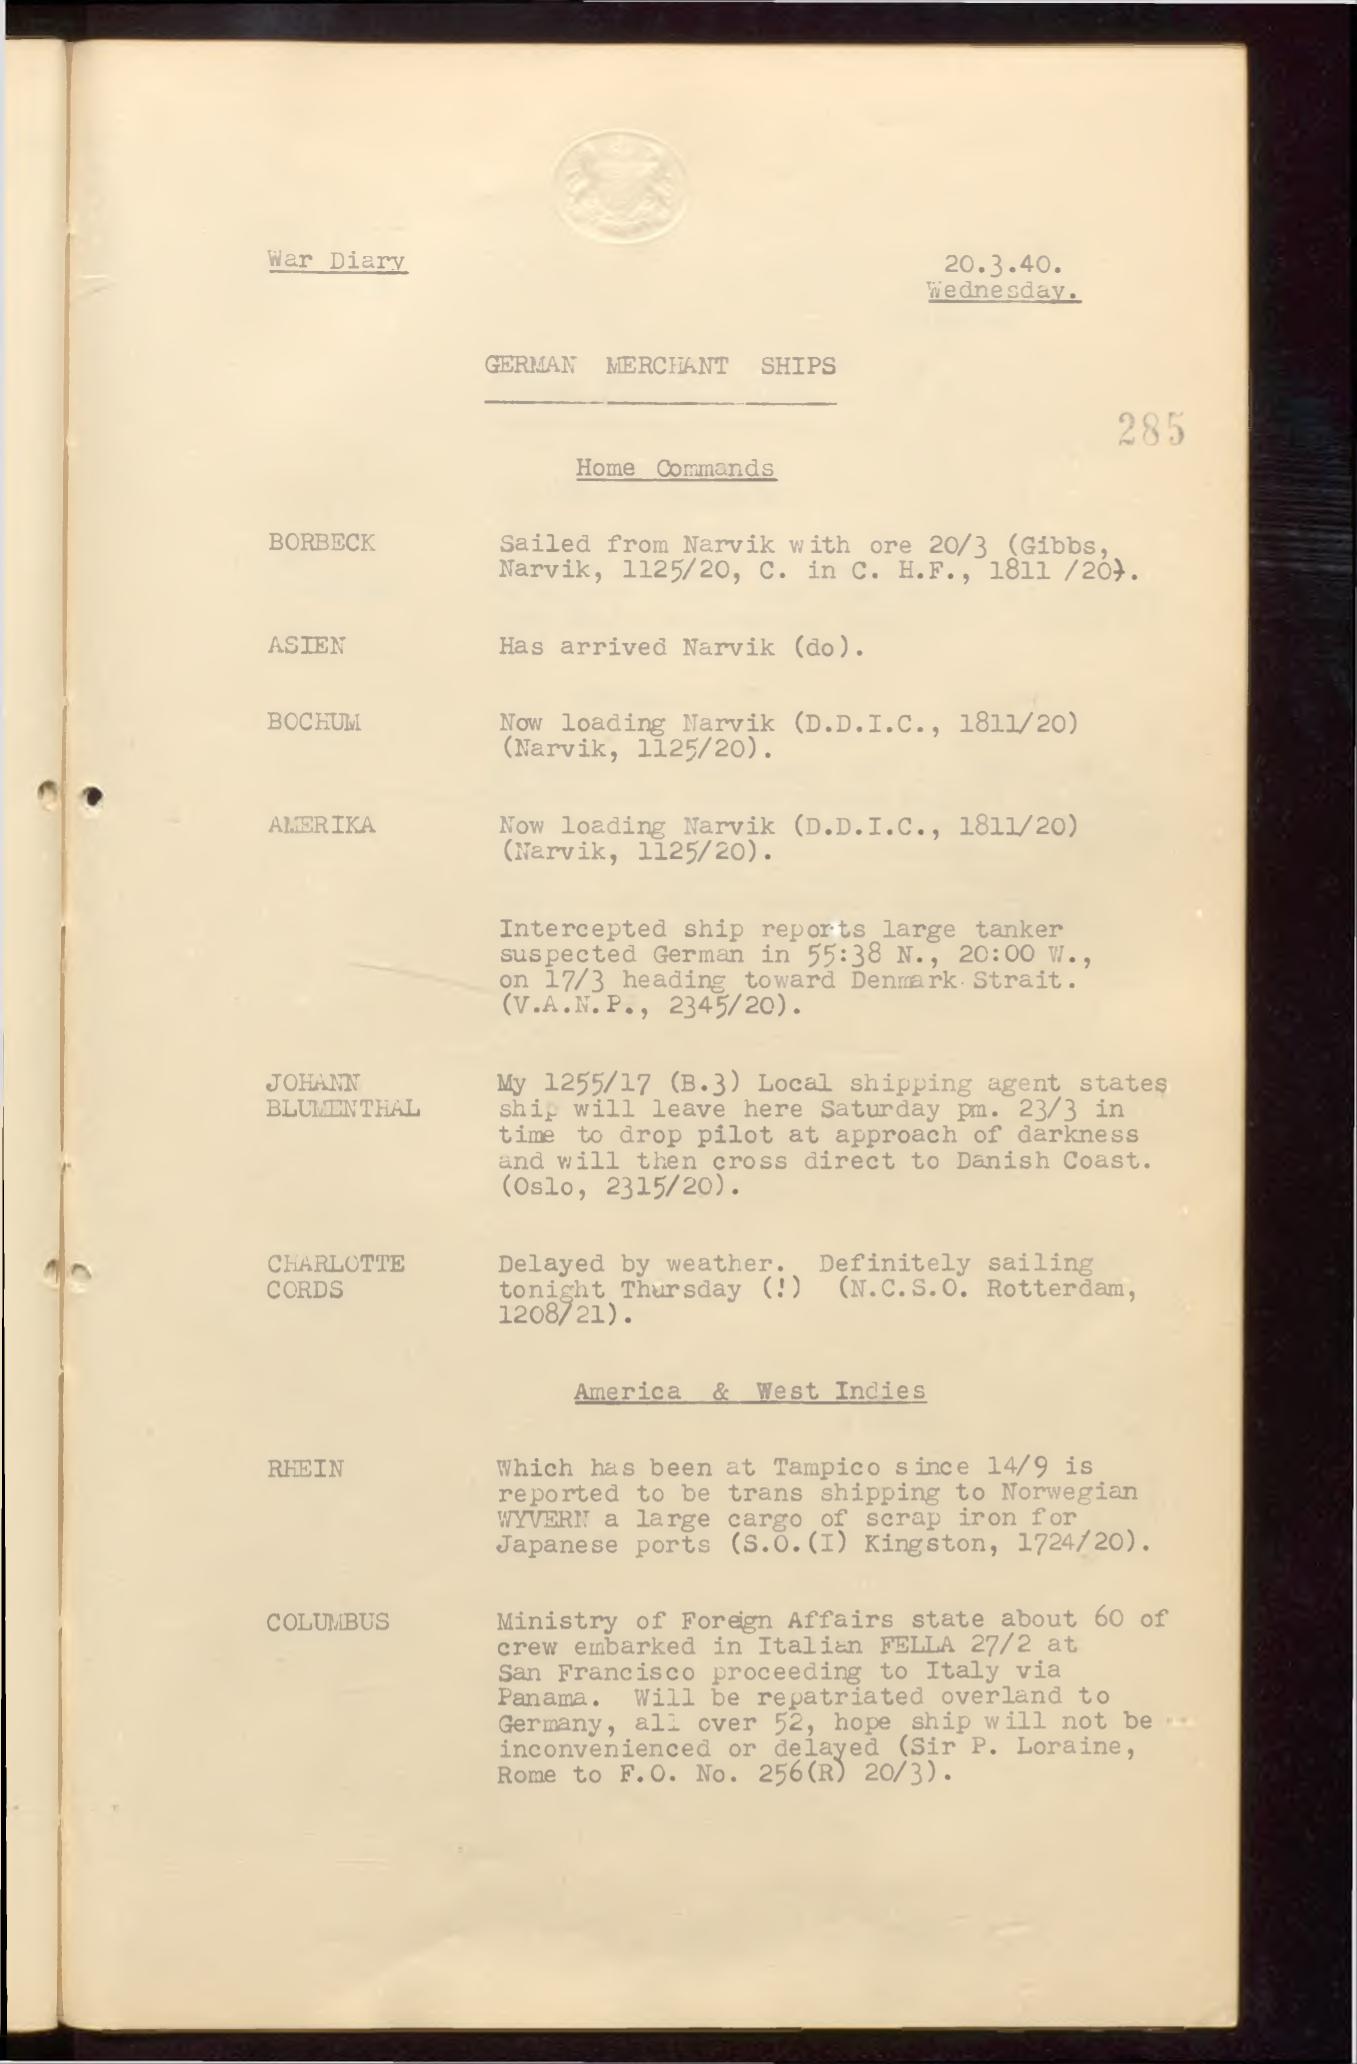 War Diary
20.3.40.
Wednesday.
GERMAN MERCHANT SHIPS
285
Home Commands
BORBECK Sailed from Narvik with ore 20/3 (Gibbs,
Narvik, 1125/20, C. in C. H.F., 1811 /20).
ASIEN Has arrived Narvik (do).
BOCHUM Now loading Narvik (D.D.I.C., 1811/20)
(Narvik, 1125/20).
AMERIKA Now loading Narvik (D.D.I.C., 1811/20)
(Narvik, 1125/20).
Intercepted ship reports large tanker
suspected German in 55:38 N., 20:00 W.,
on 17/3 heading toward Denmark Strait.
(V.A.N.P., 2345/20).
JOHANN My 1255/17 (B.3) Local shipping agent states
BLUMENTHAL ship will leave here Saturday pm. 23/3 in
time to drop pilot at approach of darkness
and will then cross direct to Danish Coast.
(Oslo, 2315/20).
CHARLOTTE Delayed by weather. Definitely sailing
CORDS tonight Thursday (!) (N.C.S.O. Rotterdam,
1208/21).
America & West Indies
RHEIN Which has been at Tampico since 14/9 is
reported to be trans shipping to Norwegian
WYVERN a large cargo of scrap iron for
Japanese ports (S.O.(I) Kingston, 1724/20).
COLUMBUS Ministry of Foreign Affairs state about 60 of
crew embarked in Italian FELLA 27/2 at
San Francisco proceeding to Italy via
Panama. Will be repatriated overland to
Germany, all over 52, hope ship will not be
inconvenienced or delayed (Sir P. Loraine,
Rome to F.O. No. 256(R) 20/3).